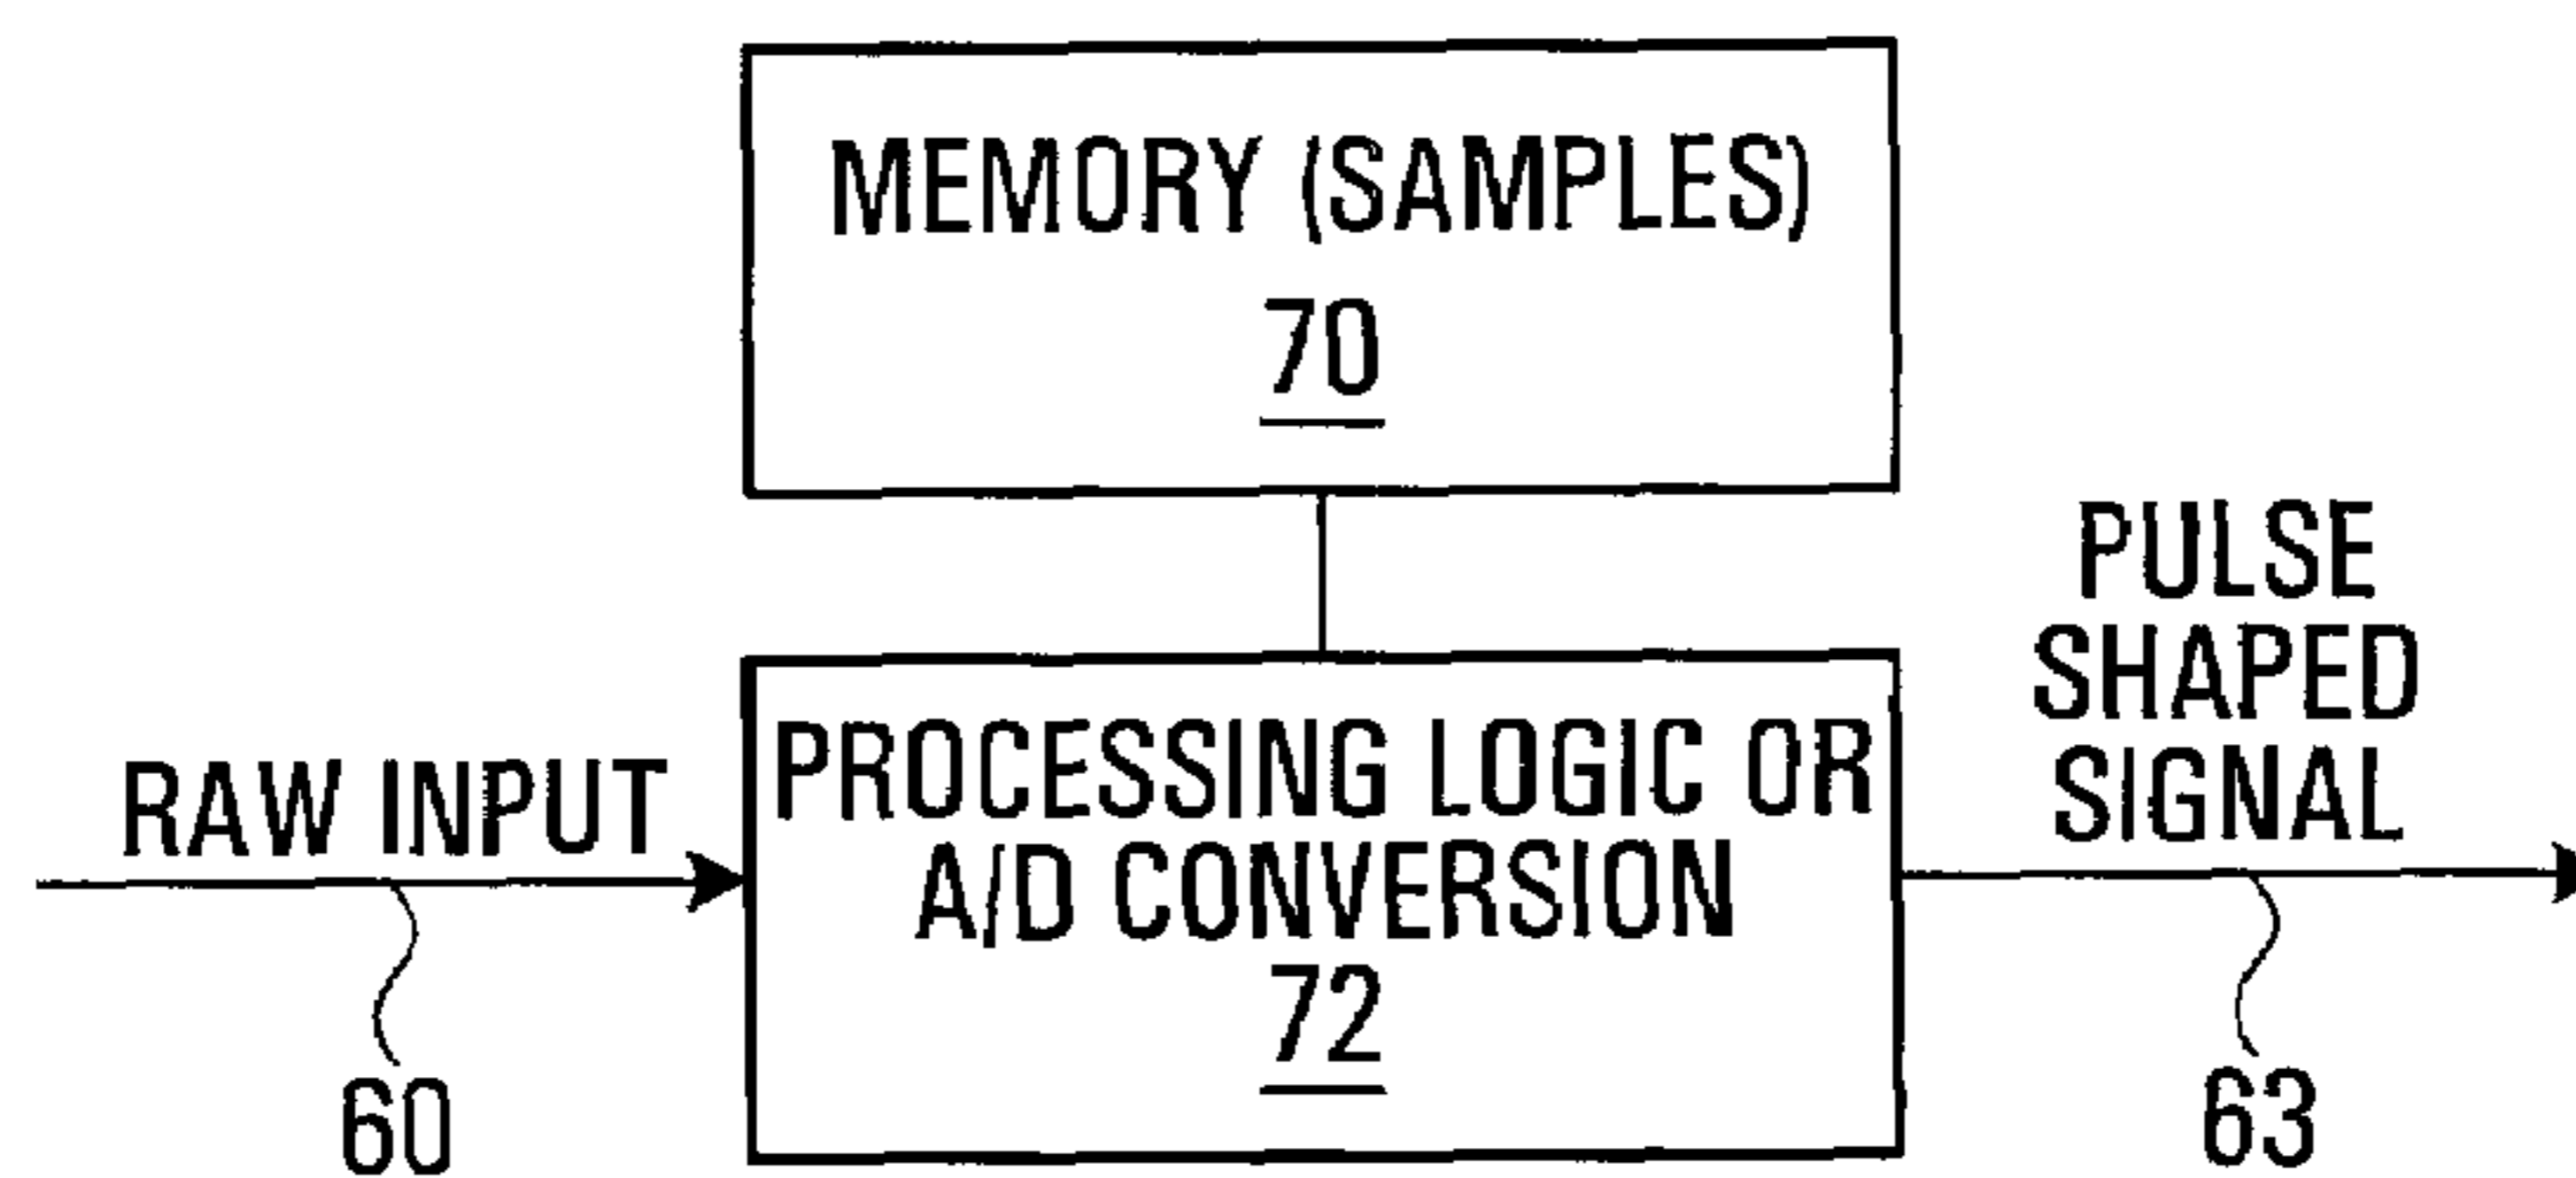 MEMORY (SAMPLES)
70
PULSE
SHAPED
SIGNAL
RAW INPUT
PROCESSING LOGIC OR
A/D CONVERSION
72
60
63